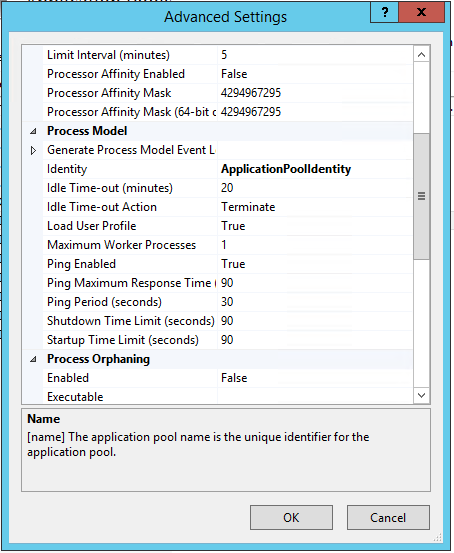 Advanced Settings
? X
Limit Interval (minutes) 5
Processor Affinity Enabled False
Processor Affinity Mask 4294967295
Processor Affinity Mask (64-bit o 4294967295
Process Model
Generate Process Model Event L
Identity ApplicationPoolIdentity
Idle Time-out (minutes) 20
Idle Time-out Action Terminate
Load User Profile True
Maximum Worker Processes 1
Ping Enabled True
Ping Maximum Response Time ( 90
Ping Period (seconds) 30
Shutdown Time Limit (seconds) 90
Startup Time Limit (seconds) 90
Process Orphaning
Enabled False
Executable
Name
[name] The application pool name is the unique identifier for the
application pool.
OK Cancel